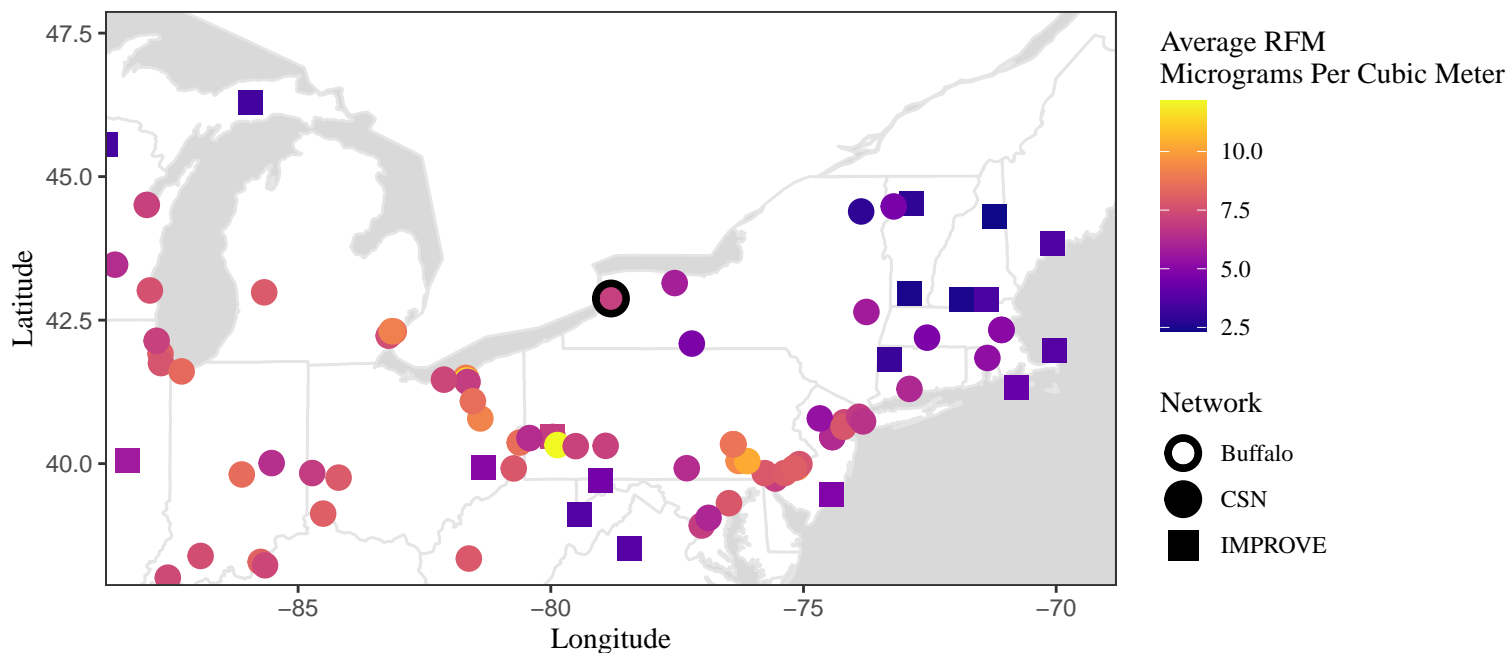 47.5
45.0
42.5
40.0
Latitude
−85
−80
−75
−70
Longitude
Average RFM
Micrograms Per Cubic Meter
10.0
7.5
5.0
2.5
Network
Buffalo
CSN
IMPROVE